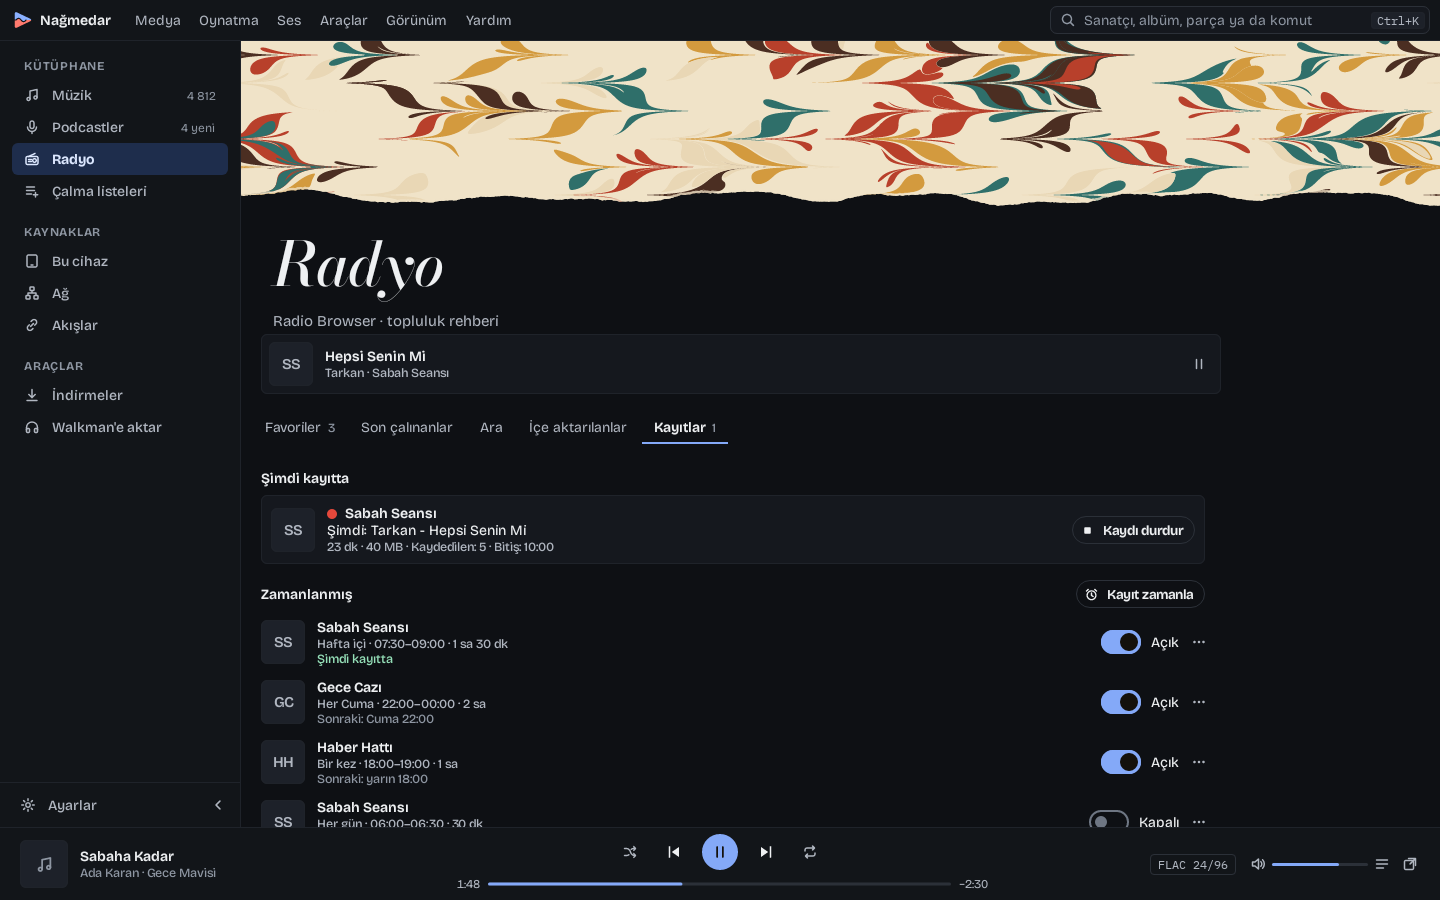 Nağmedar
Medya
Oynatma
Ses
Araçlar
Görünüm
Yardım
Sanatçı, albüm, parça ya da komut
Ctrl+K
KÜTÜPHANE
Müzik
4 812
Podcastler
4 yeni
Radyo
Çalma listeleri
KAYNAKLAR
Bu cihaz
Ağ
Akışlar
ARAÇLAR
İndirmeler
Walkman'e aktar
Ayarlar
Radyo
Radio Browser · topluluk rehberi
SS
Hepsi Senin Mi
Tarkan · Sabah Seansı
Favoriler 3
Son çalınanlar
Ara
İçe aktarılanlar
Kayıtlar 1
Şimdi kayıtta
SS
Sabah Seansı
Şimdi: Tarkan - Hepsi Senin Mi
23 dk · 40 MB · Kaydedilen: 5 · Bitiş: 10:00
Kaydı durdur
Zamanlanmış
Kayıt zamanla
SS
Sabah Seansı
Hafta içi · 07:30–09:00 · 1 sa 30 dk
Şimdi kayıtta
Açık
GC
Gece Cazı
Her Cuma · 22:00–00:00 · 2 sa
Sonraki: Cuma 22:00
Açık
HH
Haber Hattı
Bir kez · 18:00–19:00 · 1 sa
Sonraki: yarın 18:00
Açık
SS
Sabah Seansı
Her gün · 06:00–06:30 · 30 dk
Kapalı
Sabaha Kadar
Ada Karan · Gece Mavisi
1:48
−2:30
FLAC 24/96